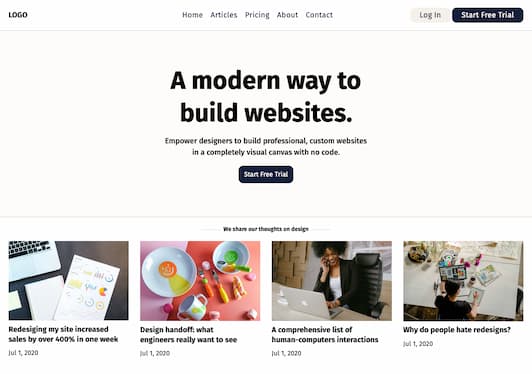 LOGO
Home Articles Pricing About Contact
Log In
Start Free Trial
A modern way to
build websites.
Empower designers to build professional, custom websites
in a completely visual canvas with no code.
Start Free Trial
We share our thoughts on design
Redesiging my site increased
sales by over 400% in one week
Jul 1, 2020
Design handoff: what
engineers really want to see
Jul 1, 2020
A comprehensive list of
human-computers interactions
Jul 1, 2020
Why do people hate redesigns?
Jul 1, 2020